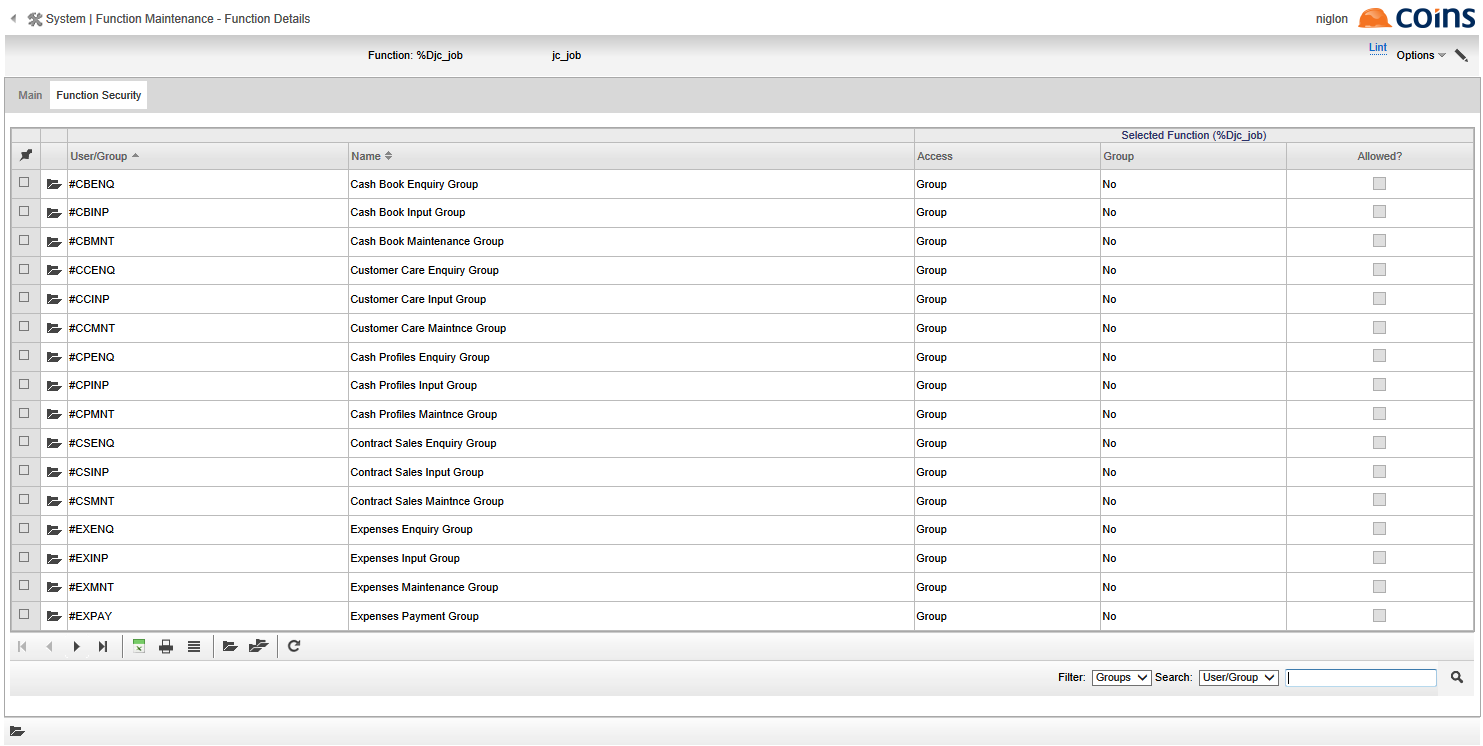 System | Function Maintenance - Function Details niglon coins
Function: %Djc_job jc_job Lint Options
Main Function Security
Selected Function (%Djc_job)
User/Group Name Access Group Allowed?
#CBENQ Cash Book Enquiry Group Group No
#CBINP Cash Book Input Group Group No
#CBMNT Cash Book Maintenance Group Group No
#CCENQ Customer Care Enquiry Group Group No
#CCINP Customer Care Input Group Group No
#CCMNT Customer Care Maintnce Group Group No
#CPENQ Cash Profiles Enquiry Group Group No
#CPINP Cash Profiles Input Group Group No
#CPMNT Cash Profiles Maintnce Group Group No
#CSENQ Contract Sales Enquiry Group Group No
#CSINP Contract Sales Input Group Group No
#CSMNT Contract Sales Maintnce Group Group No
#EXENQ Expenses Enquiry Group Group No
#EXINP Expenses Input Group Group No
#EXMNT Expenses Maintenance Group Group No
#EXPAY Expenses Payment Group Group No
Filter: Groups Search: User/Group